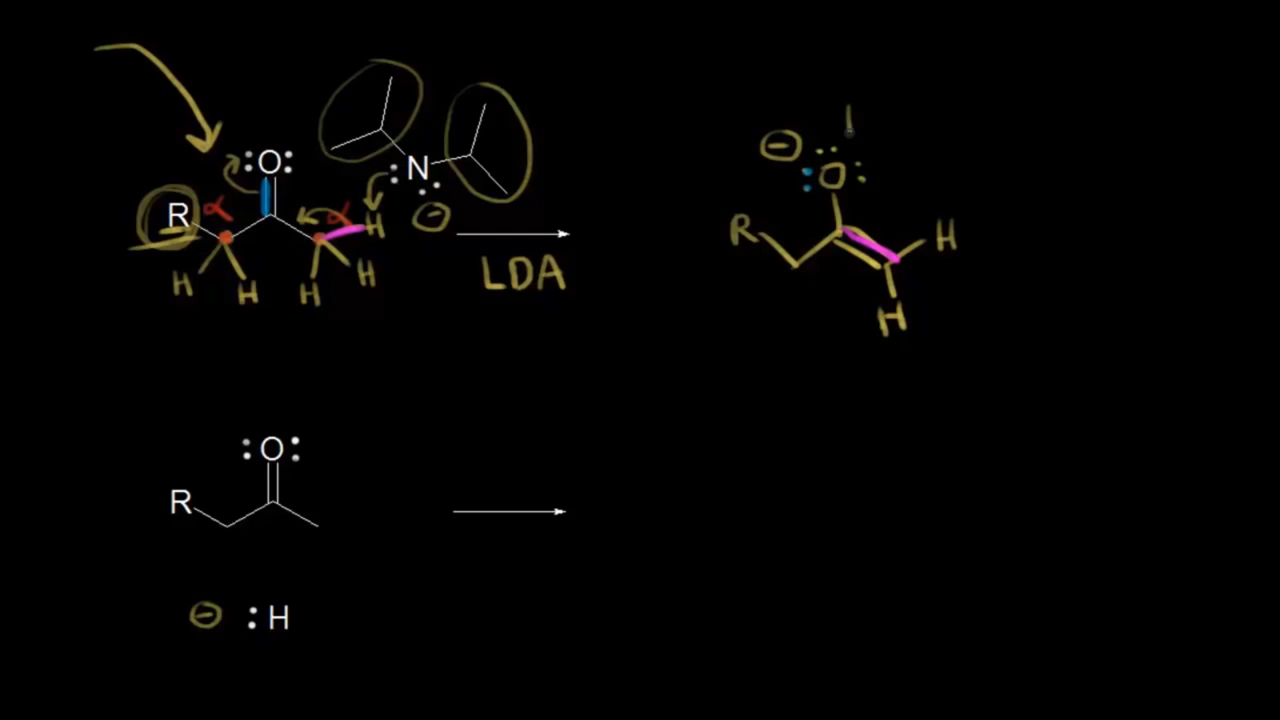 :O:
N:
⊖
R α α H
H H H H
LDA
⊖ :O:
R H
H
:O:
R
⊖ :H